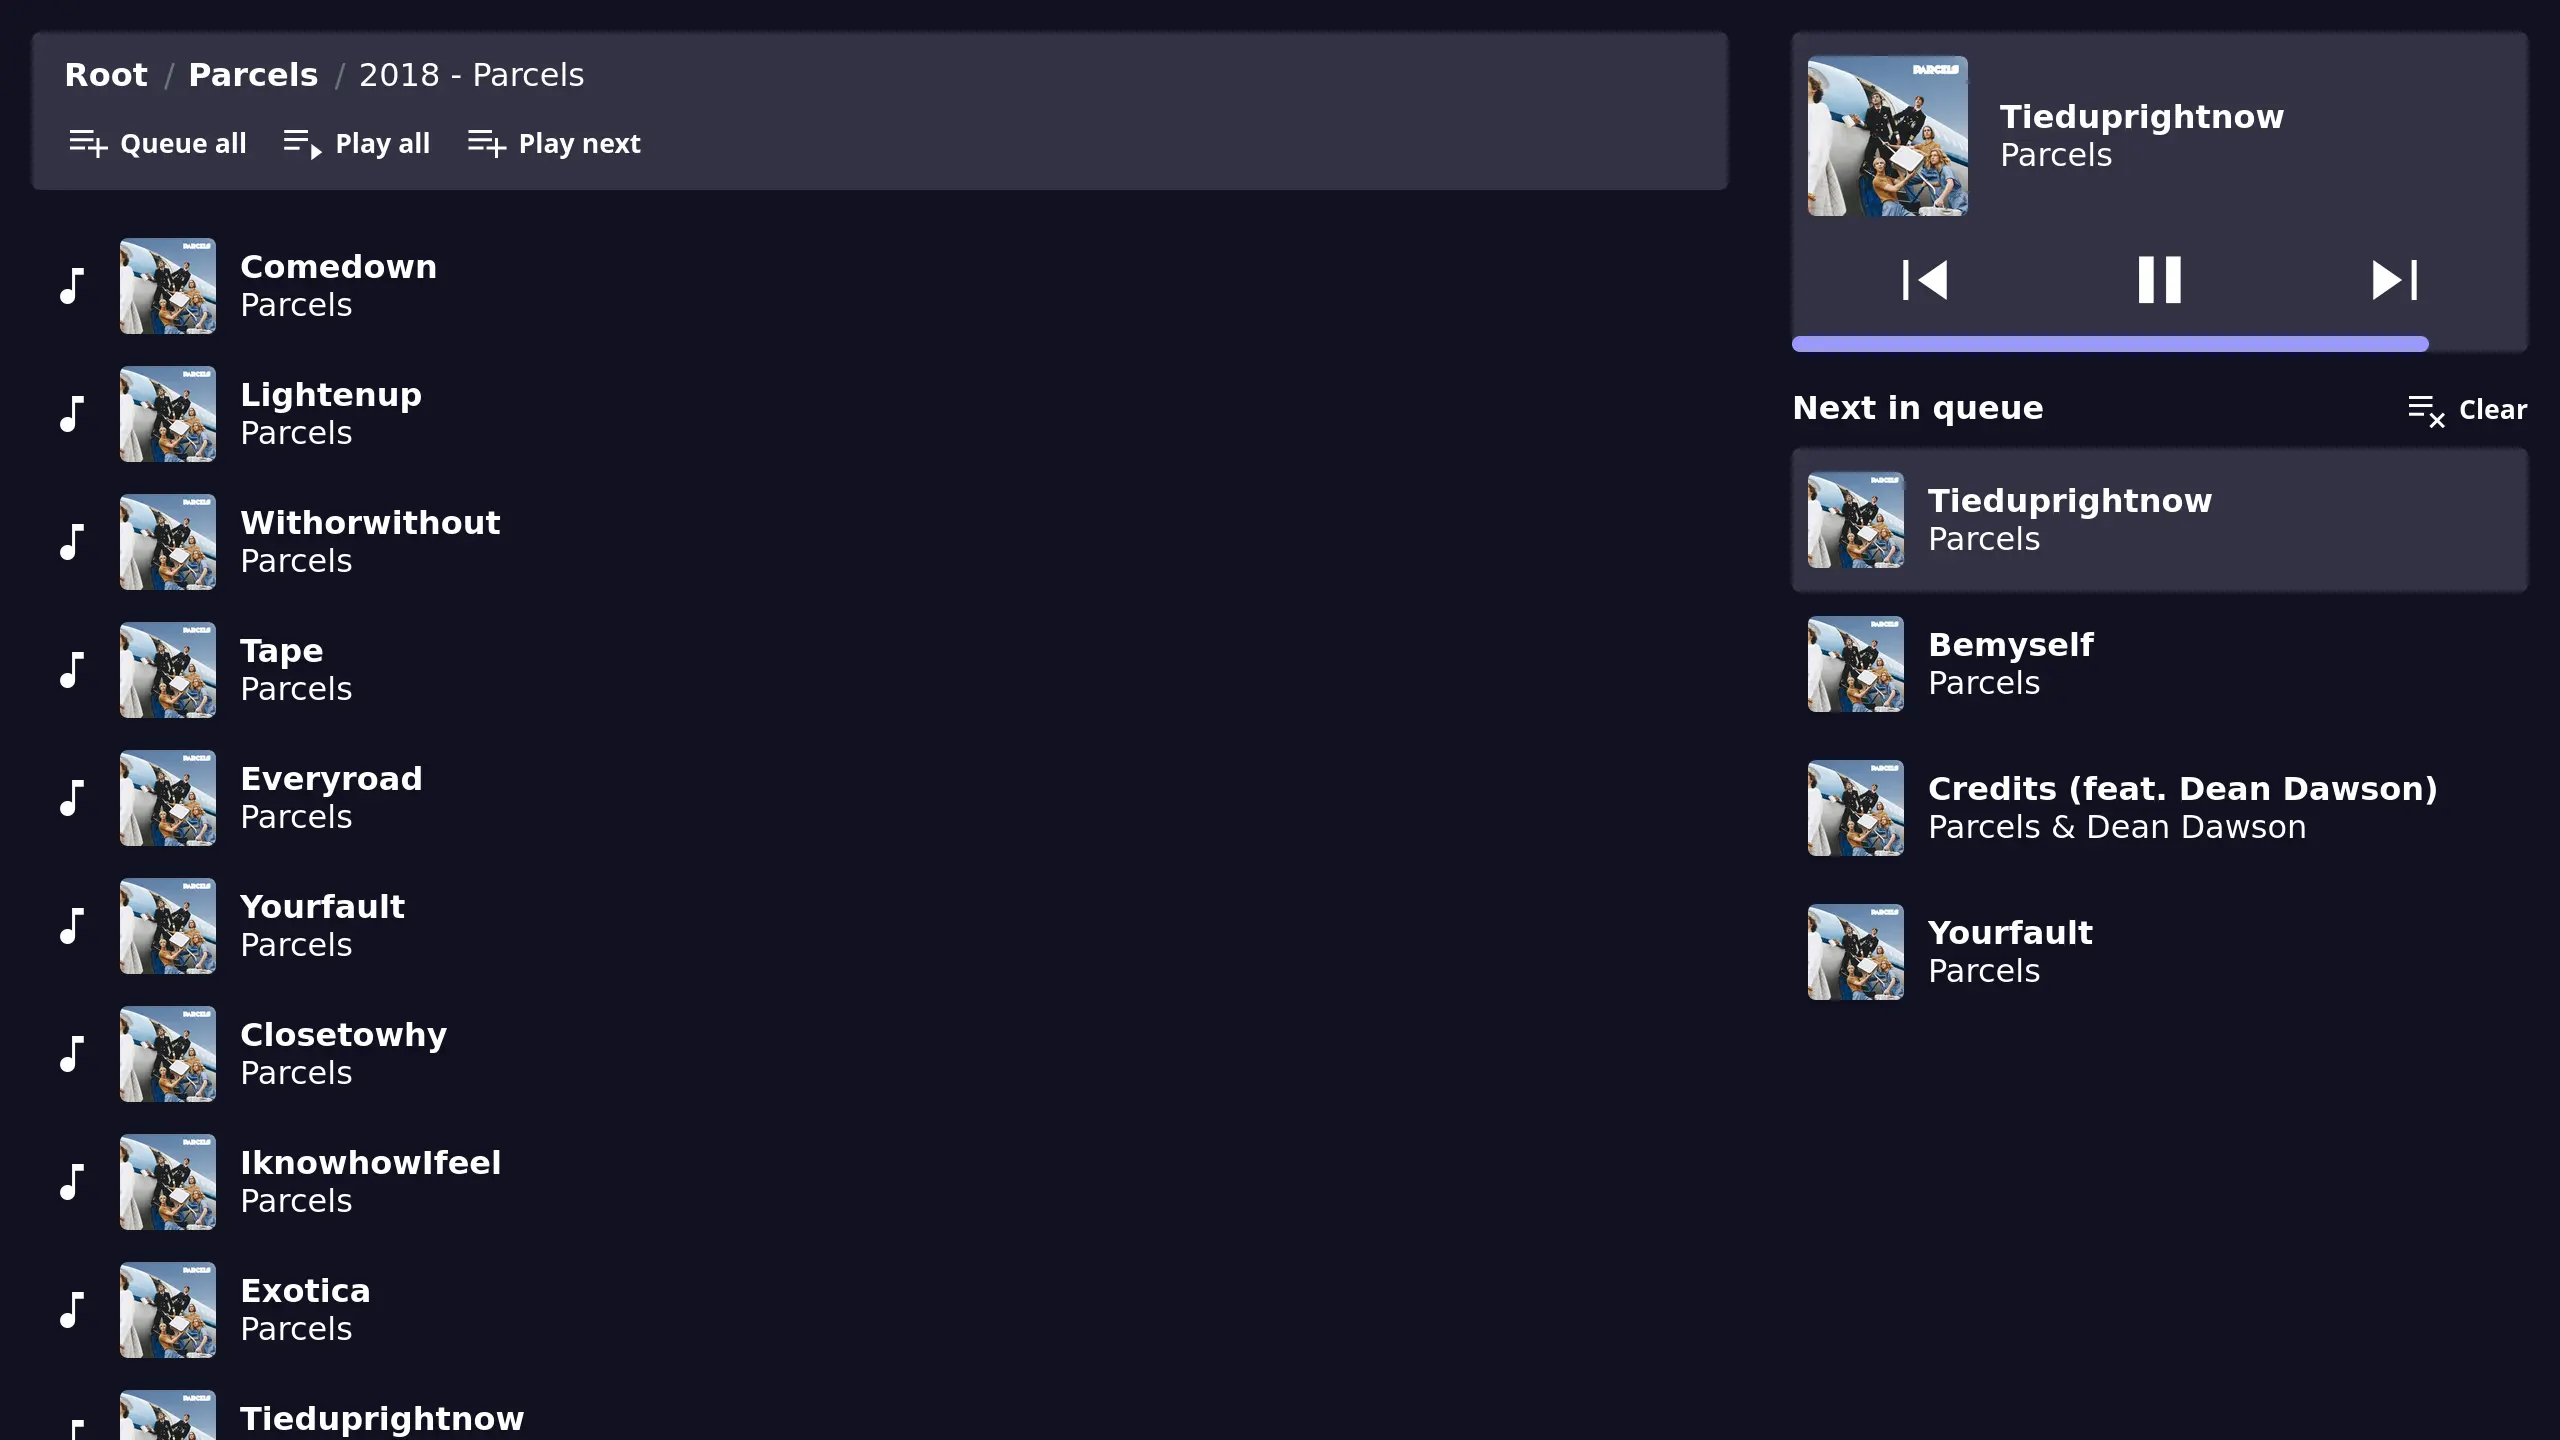 Root / Parcels / 2018 - Parcels
Queue all Play all Play next
Comedown
Parcels
Lightenup
Parcels
Withorwithout
Parcels
Tape
Parcels
Everyroad
Parcels
Yourfault
Parcels
Closetowhy
Parcels
IknowhowIfeel
Parcels
Exotica
Parcels
Tieduprightnow
PARCELS
Tieduprightnow
Parcels
Next in queue Clear
Tieduprightnow
Parcels
Bemyself
Parcels
Credits (feat. Dean Dawson)
Parcels & Dean Dawson
Yourfault
Parcels